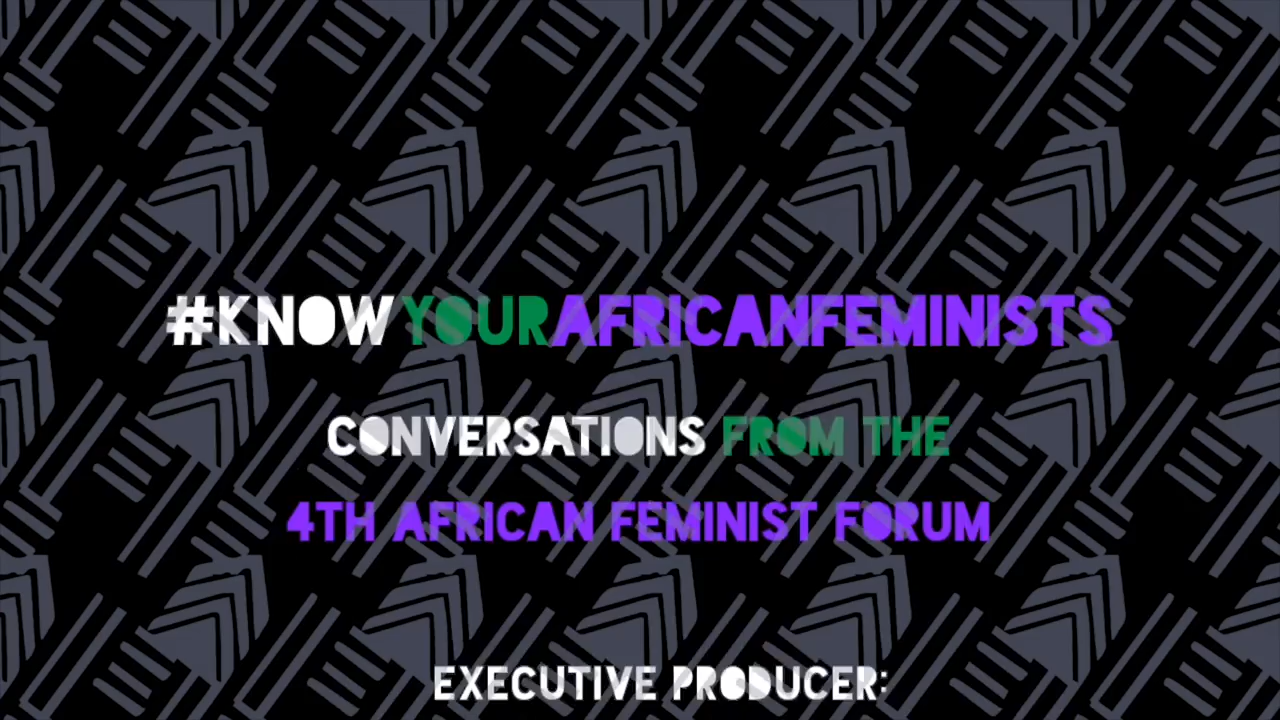 #KNOWYOURAFRICANFEMINISTS
CONVERSATIONS FROM THE
4TH AFRICAN FEMINIST FORUM
EXECUTIVE PRODUCER: